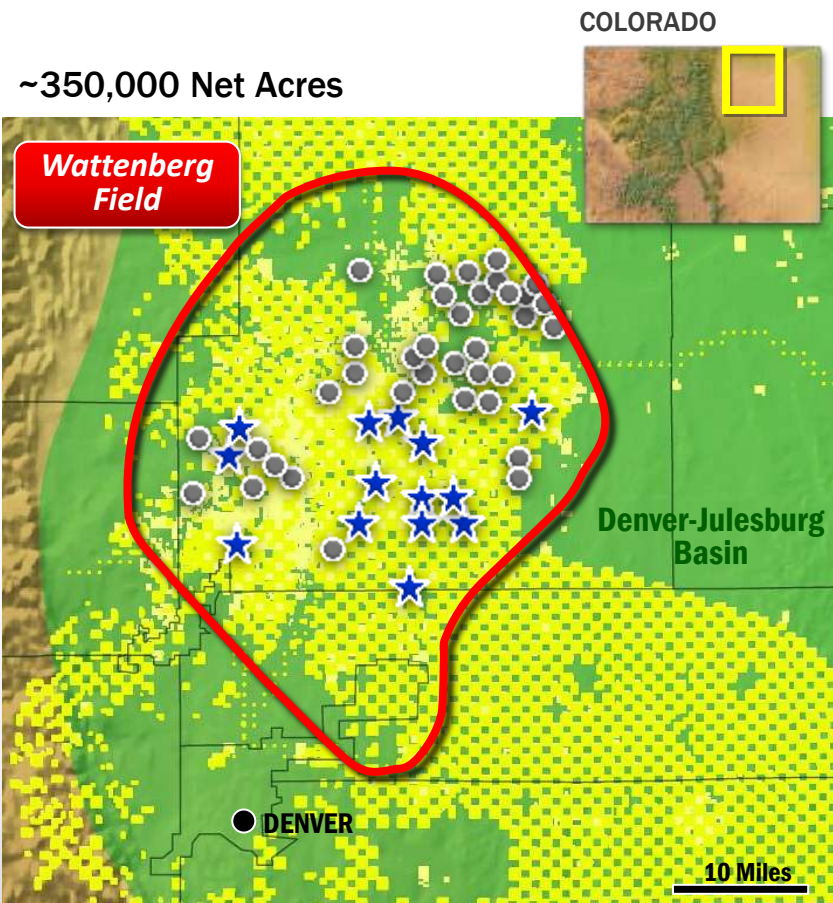 COLORADO
~350,000 Net Acres
Wattenberg
Field
Denver-Julesburg
Basin
DENVER
10 Miles